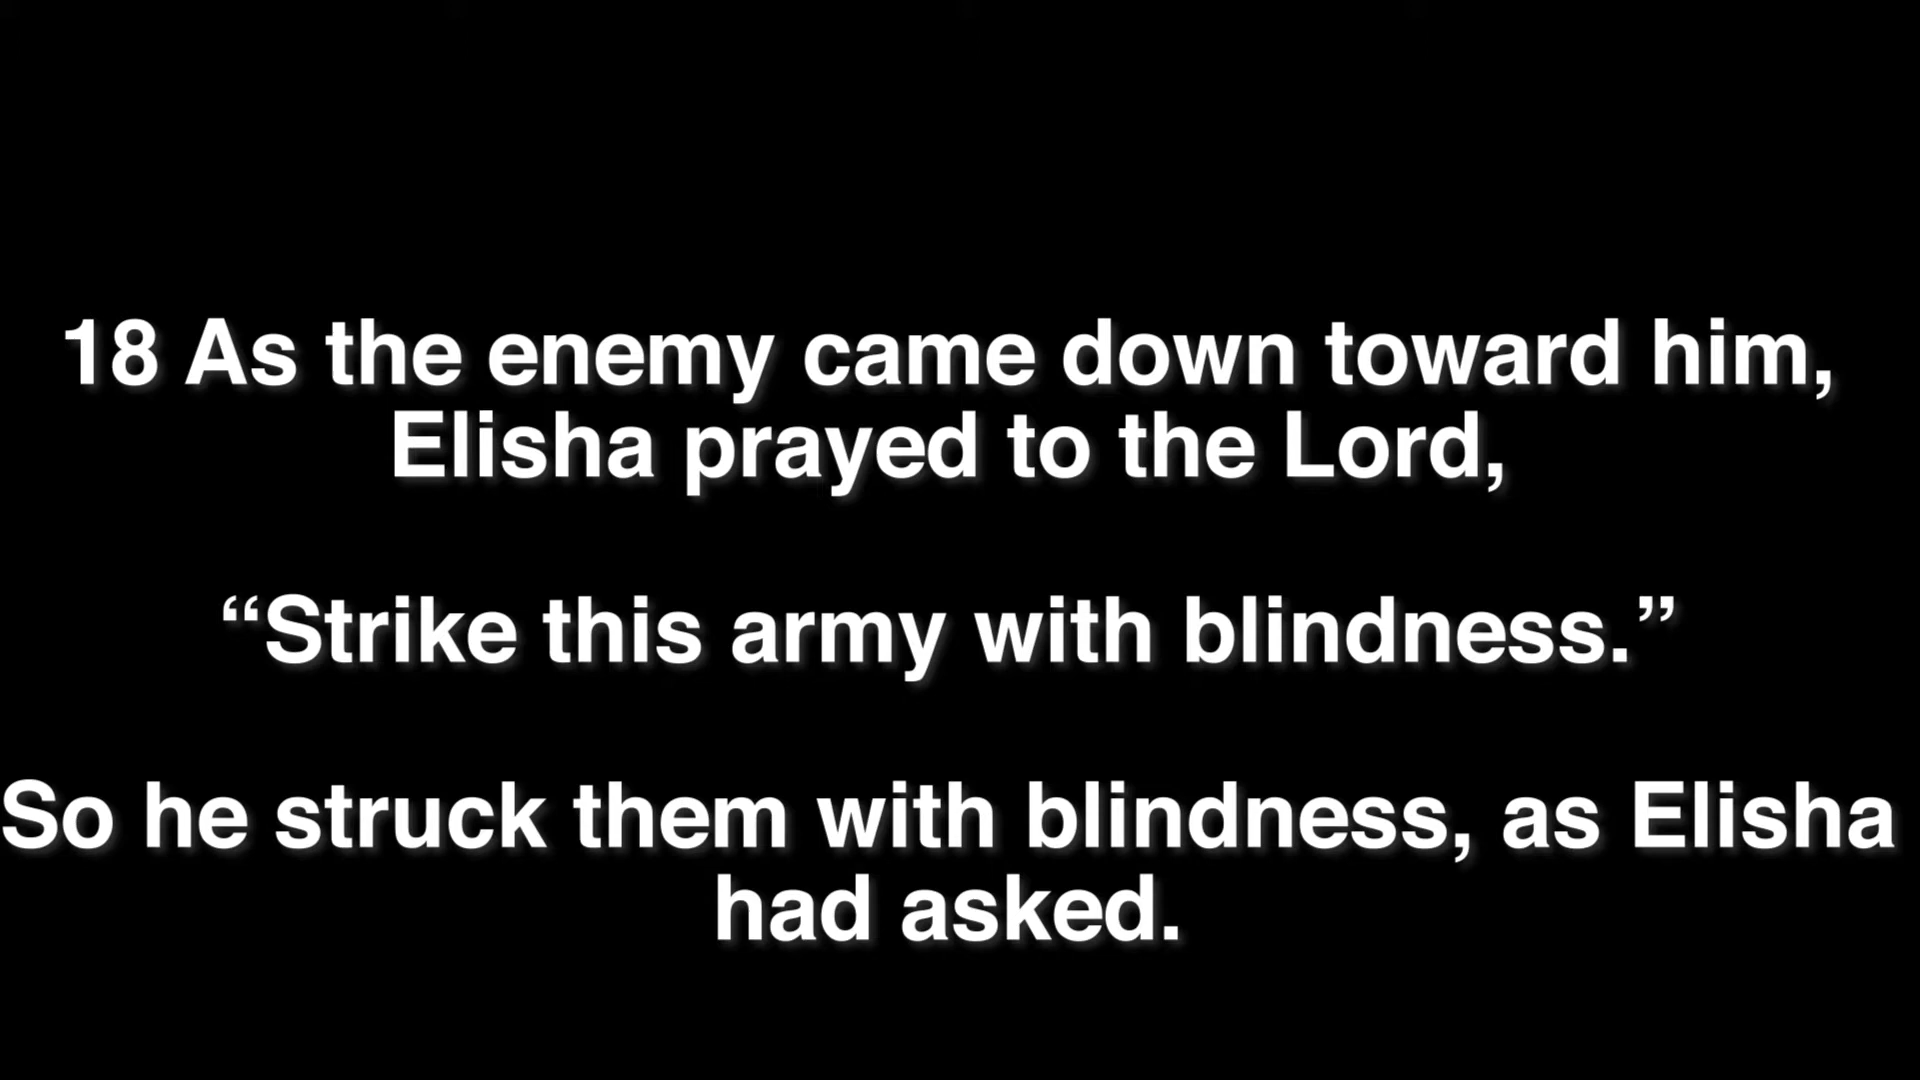 18 As the enemy came down toward him,
Elisha prayed to the Lord,
“Strike this army with blindness.”
So he struck them with blindness, as Elisha
had asked.